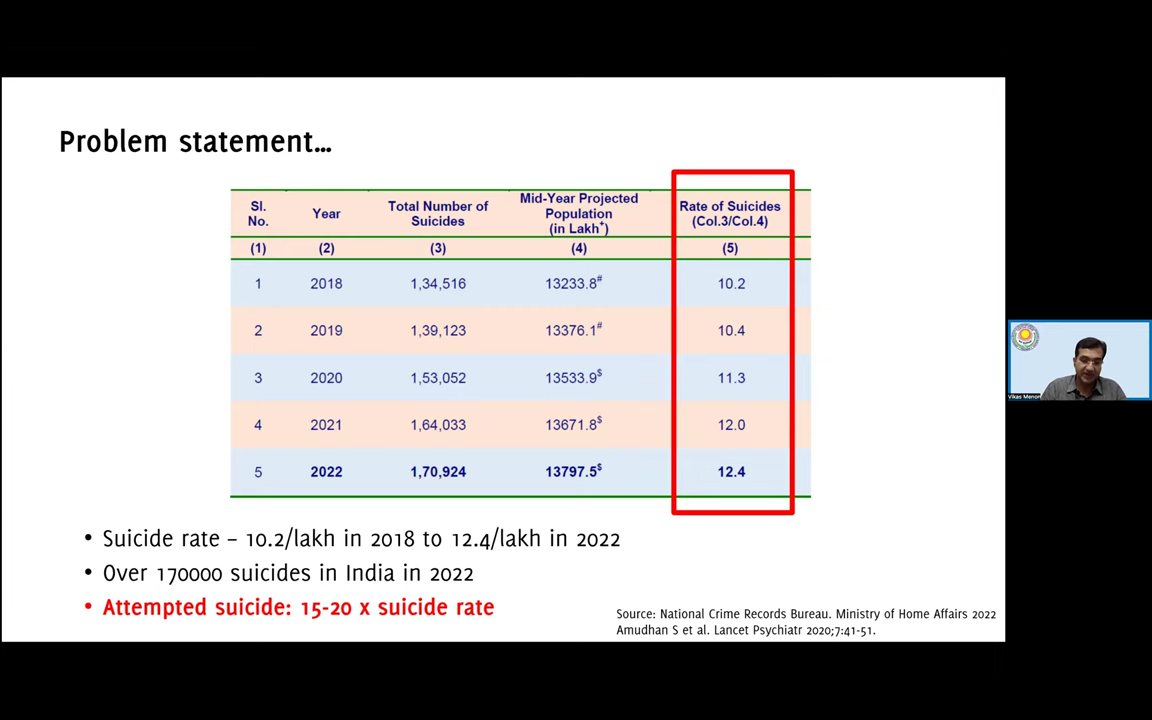 Problem statement...
Sl. No. Year Total Number of Suicides Mid-Year Projected Population (in Lakh+) Rate of Suicides (Col.3/Col.4)
(1) (2) (3) (4) (5)
1 2018 1,34,516 13233.8# 10.2
2 2019 1,39,123 13376.1# 10.4
3 2020 1,53,052 13533.9$ 11.3
4 2021 1,64,033 13671.8$ 12.0
5 2022 1,70,924 13797.5$ 12.4
• Suicide rate – 10.2/lakh in 2018 to 12.4/lakh in 2022
• Over 170000 suicides in India in 2022
• Attempted suicide: 15-20 x suicide rate
Source: National Crime Records Bureau. Ministry of Home Affairs 2022
Amudhan S et al. Lancet Psychiatr 2020;7:41-51.
Vikas Menon